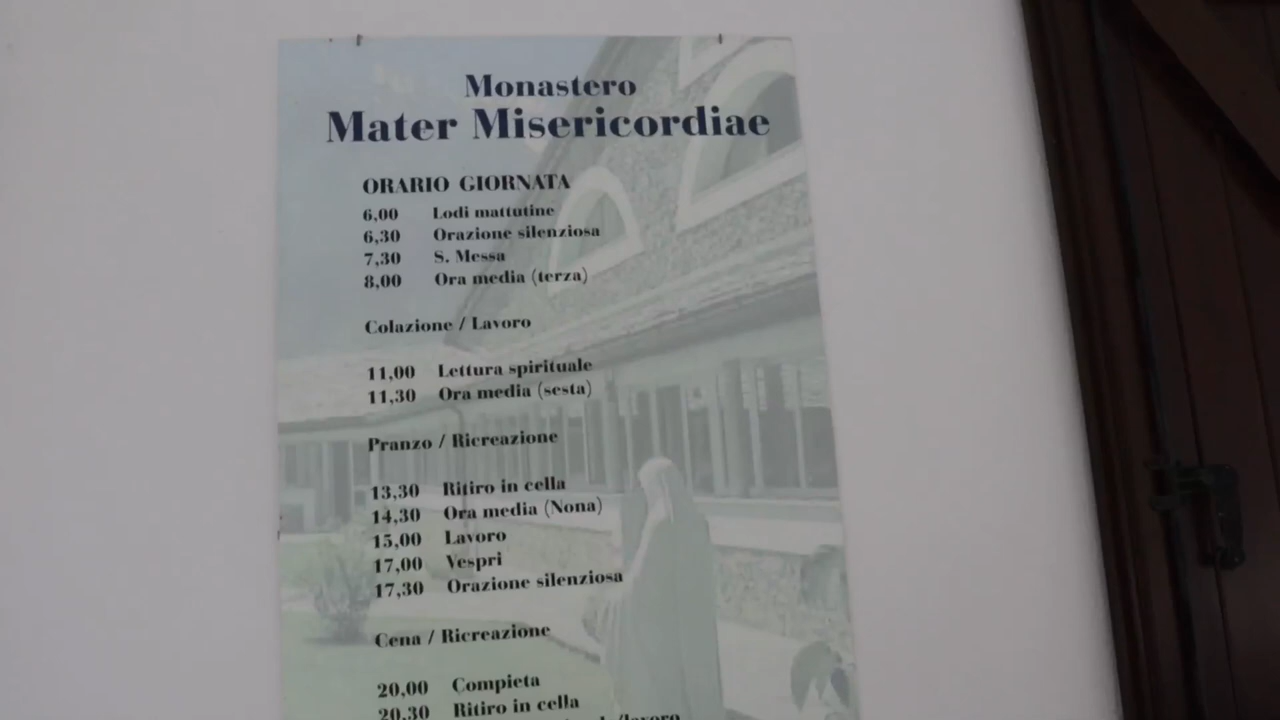 Monastero
Mater Misericordiae
ORARIO GIORNATA
6,00 Lodi mattutine
6,30 Orazione silenziosa
7,30 S. Messa
8,00 Ora media (terza)
Colazione / Lavoro
11,00 Lettura spirituale
11,30 Ora media (sesta)
Pranzo / Ricreazione
13,30 Ritiro in cella
14,30 Ora media (Nona)
15,00 Lavoro
17,00 Vespri
17,30 Orazione silenziosa
Cena / Ricreazione
20,00 Compieta
20,30 Ritiro in cella